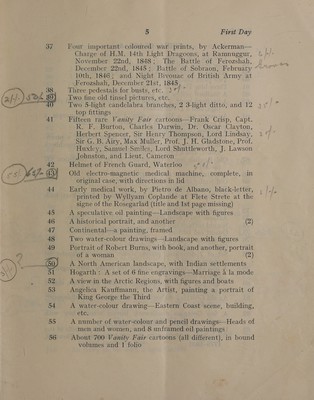 5 First Day
37 Four important coloured war prints, by Ackerman—
Charge of H.M. 14th Light Dragoons, at Ramnuggur,
November 22nd, 1848; The Battle of Ferozshah,
December 22nd, 1845; Battle of Sobraon, February
10th, 1846; and Night Bivouac of British Army at
Ferozshah, December 21st, 1845
38 Three pedestals for busts, etc.
39 Two fine old tinsel pictures, etc.
40 Two 3-light candelabra branches, 2 3-light ditto, and 12
top fittings
41 Fifteen rare Vanity Fair cartoons—Frank Crisp, Capt.
R. F. Burton, Charles Darwin, Dr. Oscar Clayton,
Herbert Spencer, Sir Henry Thompson, Lord Lindsay,
Sir G. B. Airy, Max Muller, Prof. J. H. Gladstone, Prof.
Huxley, Samuel Smiles, Lord Shuttleworth, J. Lawson
Johnston, and Lieut. Cameron
42 Helmet of French Guard, Waterloo
43 Old electro-magnetic medical machine, complete, in
original case, with directions in lid
44 Early medical work, by Pietro de Albano, black-letter,
printed by Wyllyam Coplande at Flete Strete at the
signe of the Rosegarlad (title and 1st page missing)
45 A speculative oil painting—Landscape with figures
46 A historical portrait, and another (2)
47 Continental—a painting, framed
48 Two water-colour drawings—Landscape with figures
49 Portrait of Robert Burns, with book, and another, portrait
of a woman (2)
50 A North American landscape, with Indian settlements
51 Hogarth: A set of 6 fine engravings—Marriage à la mode
52 A view in the Arctic Regions, with figures and boats
53 Angelica Kauffmann, the Artist, painting a portrait of
King George the Third
54 A water-colour drawing—Eastern Coast scene, building,
etc.
55 A number of water-colour and pencil drawings—Heads of
men and women, and 8 unframed oil paintings
56 About 700 Vanity Fair cartoons (all different), in bound
volumes and 1 folio